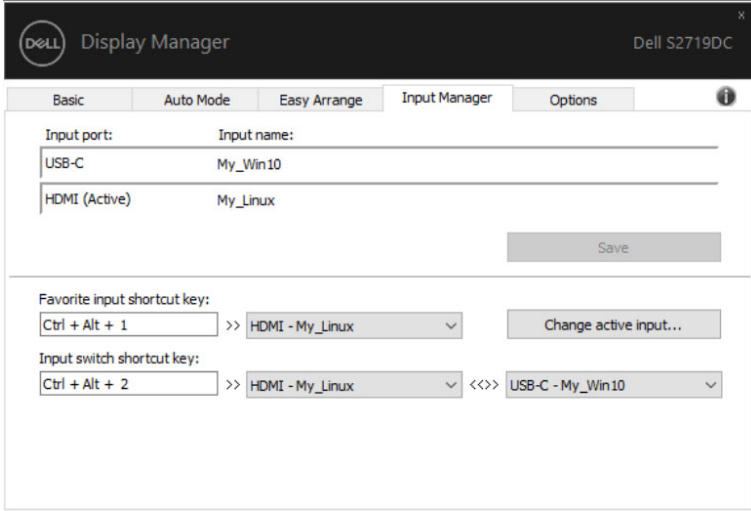 DELL Display Manager Dell S2719DC x
Basic Auto Mode Easy Arrange Input Manager Options i
Input port: Input name:
USB-C My_Win10
HDMI (Active) My_Linux
Save
Favorite input shortcut key:
Ctrl + Alt + 1 >> HDMI - My_Linux Change active input...
Input switch shortcut key:
Ctrl + Alt + 2 >> HDMI - My_Linux <<>> USB-C - My_Win10